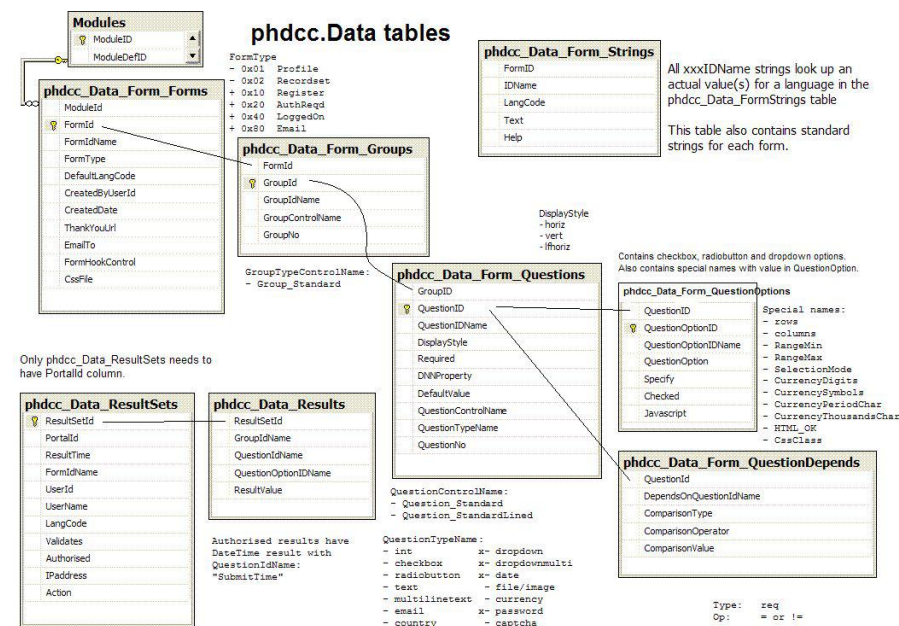 phdcc.Data tables
Modules
ModuleID
ModuleDefID
FormType
- 0x01 Profile
- 0x02 Recordset
+ 0x10 Register
+ 0x20 AuthReqd
+ 0x40 LoggedOn
+ 0x80 Email
phdcc_Data_Form_Strings
FormID
IDName
LangCode
Text
Help
All xxxIDName strings look up an
actual value(s) for a language in the
phdcc_Data_FormStrings table
This table also contains standard
strings for each form.
phdcc_Data_Form_Forms
ModuleId
FormId
FormIdName
FormType
DefaultLangCode
CreatedByUserId
CreatedDate
ThankYouUrl
EmailTo
FormHookControl
CssFile
phdcc_Data_Form_Groups
FormId
GroupId
GroupIdName
GroupControlName
GroupNo
GroupTypeControlName:
- Group_Standard
DisplayStyle
- horiz
- vert
- lfhoriz
phdcc_Data_Form_Questions
GroupID
QuestionID
QuestionIDName
DisplayStyle
Required
DNNProperty
DefaultValue
QuestionControlName
QuestionTypeName
QuestionNo
Contains checkbox, radiobutton and dropdown options.
Also contains special names with value in QuestionOption.
phdcc_Data_Form_QuestionOptions
QuestionID
QuestionOptionID
QuestionOptionIDName
QuestionOption
Specify
Checked
Javascript
Special names:
- rows
- columns
- RangeMin
- RangeMax
- SelectionMode
- CurrencyDigits
- CurrencySymbols
- CurrencyPeriodChar
- CurrencyThousandsChar
- HTML_OK
- CssClass
Only phdcc_Data_ResultSets needs to
have PortalId column.
phdcc_Data_ResultSets
ResultSetId
PortalId
ResultTime
FormIdName
UserId
UserName
LangCode
Validates
Authorised
IPaddress
Action
phdcc_Data_Results
ResultSetId
GroupIdName
QuestionIdName
QuestionOptionIDName
ResultValue
Authorised results have
DateTime result with
QuestionIdName:
"SubmitTime"
QuestionControlName:
- Question_Standard
- Question_StandardLined
QuestionTypeName:
- int x- dropdown
- checkbox x- dropdownmulti
- radiobutton x- date
- text - file/image
- multilinetext - currency
- email x- password
- country - captcha
phdcc_Data_Form_QuestionDepends
QuestionId
DependsOnQuestionIdName
ComparisonType
ComparisonOperator
ComparisonValue
Type: req
Op: = or !=